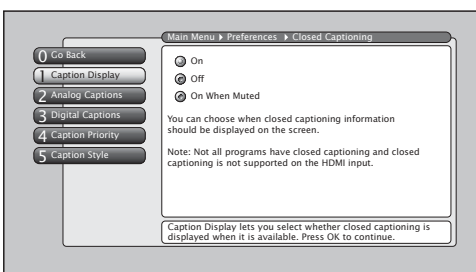 Main Menu ▸ Preferences ▸ Closed Captioning
0 Go Back
1 Caption Display
2 Analog Captions
3 Digital Captions
4 Caption Priority
5 Caption Style
On
Off
On When Muted
You can choose when closed captioning information
should be displayed on the screen.
Note: Not all programs have closed captioning and closed
captioning is not supported on the HDMI input.
Caption Display lets you select whether closed captioning is
displayed when it is available. Press OK to continue.